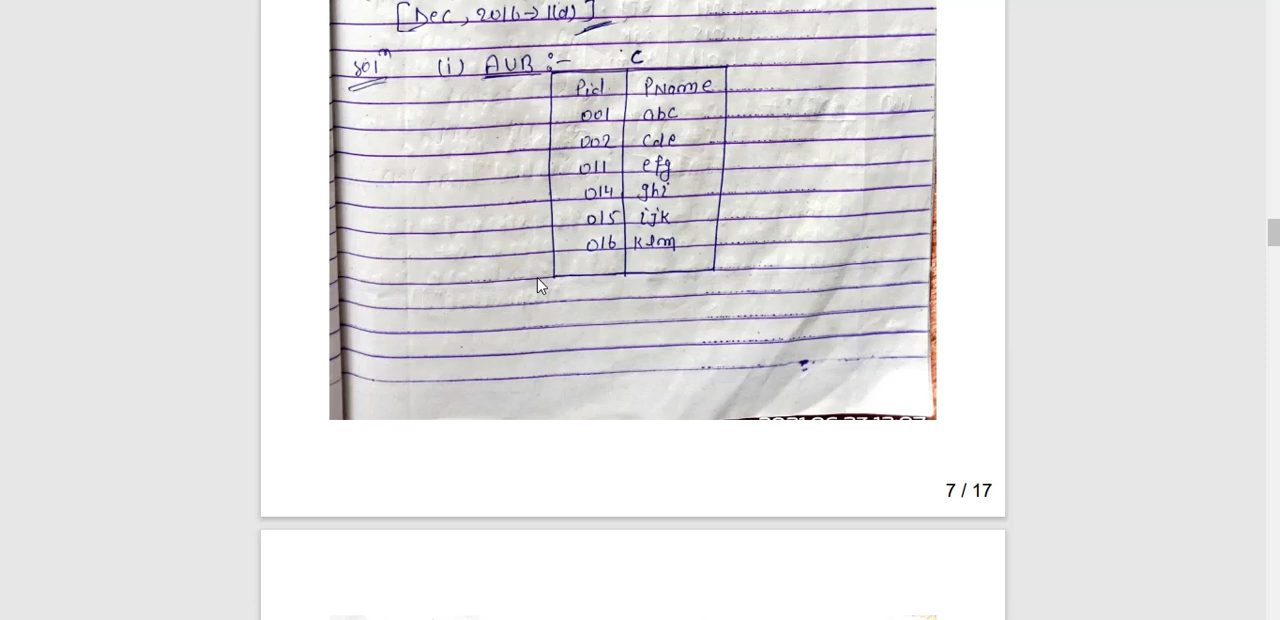 [Dec, 2016→1(d)]
Solⁿ (i) AUB :- C
Pid PName
001 abc
002 cde
011 efg
014 ghi
015 ijk
016 klm
7 / 17